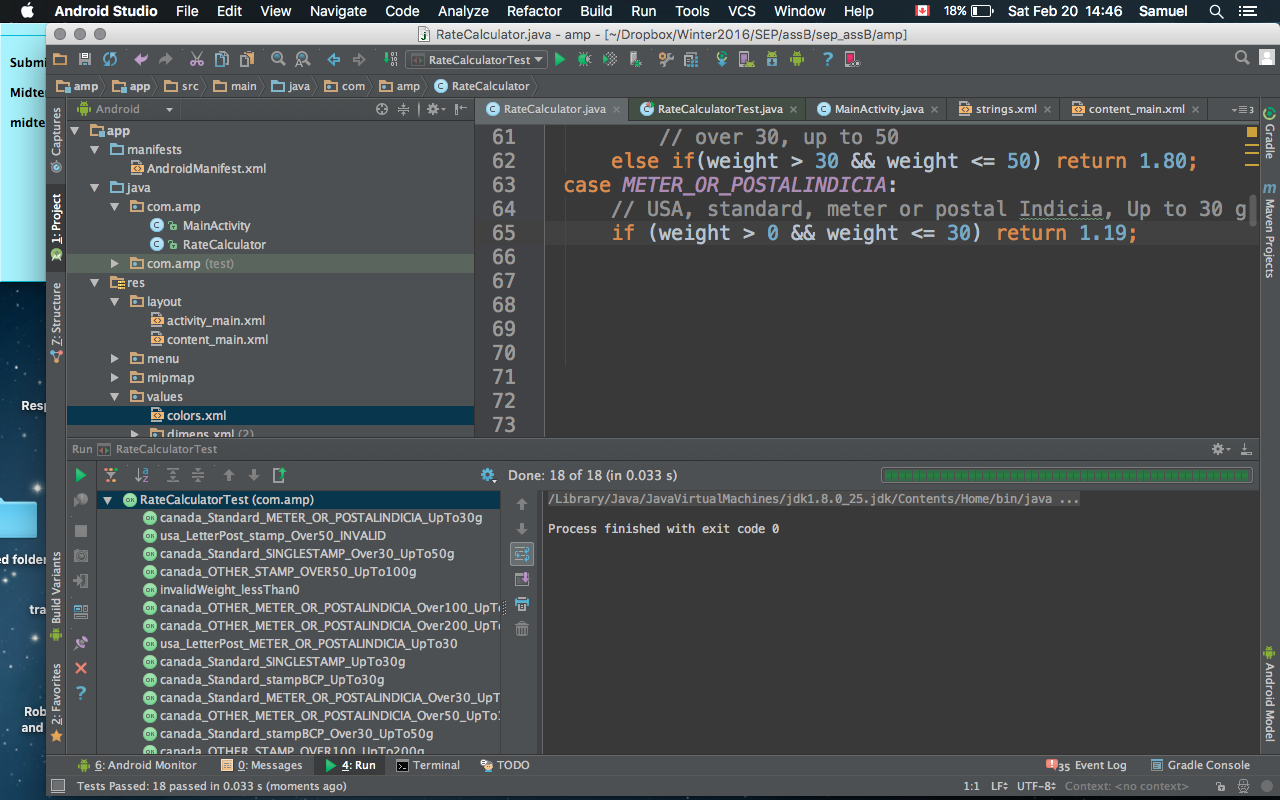 Android Studio File Edit View Navigate Code Analyze Refactor Build Run Tools VCS Window Help 18% Sat Feb 20 14:46 Samuel
RateCalculator.java - amp - [~/Dropbox/Winter2016/SEP/assB/sep_assB/amp]
RateCalculatorTest
amp app src main java com amp RateCalculator
Android
RateCalculator.java RateCalculatorTest.java MainActivity.java strings.xml content_main.xml
Submi
Midte
midte
Resp
ed folder
tra
Rob
and
Captures
1: Project
Z: Structure
Build Variants
2: Favorites
app
manifests
AndroidManifest.xml
java
com.amp
MainActivity
RateCalculator
com.amp (test)
res
layout
activity_main.xml
content_main.xml
menu
mipmap
values
colors.xml
dimens.xml (2)
61 // over 30, up to 50
62 else if(weight > 30 && weight <= 50) return 1.80;
63 case METER_OR_POSTALINDICIA:
64 // USA, standard, meter or postal Indicia, Up to 30 g
65 if (weight > 0 && weight <= 30) return 1.19;
66
67
68
69
70
71
72
73
Gradle
Maven Projects
Android Model
Run RateCalculatorTest
Done: 18 of 18 (in 0.033 s)
RateCalculatorTest (com.amp)
canada_Standard_METER_OR_POSTALINDICIA_UpTo30g
usa_LetterPost_stamp_Over50_INVALID
canada_Standard_SINGLESTAMP_Over30_UpTo50g
canada_OTHER_STAMP_OVER50_UpTo100g
invalidWeight_lessThan0
canada_OTHER_METER_OR_POSTALINDICIA_Over100_UpT
canada_OTHER_METER_OR_POSTALINDICIA_Over200_UpTo
usa_LetterPost_METER_OR_POSTALINDICIA_UpTo30
canada_Standard_SINGLESTAMP_UpTo30g
canada_Standard_stampBCP_UpTo30g
canada_Standard_METER_OR_POSTALINDICIA_Over30_UpT
canada_OTHER_METER_OR_POSTALINDICIA_Over50_UpTo
canada_Standard_stampBCP_Over30_UpTo50g
canada_OTHER_STAMP_OVER100_UpTo200g
/Library/Java/JavaVirtualMachines/jdk1.8.0_25.jdk/Contents/Home/bin/java ...
Process finished with exit code 0
6: Android Monitor 0: Messages 4: Run Terminal TODO 35 Event Log Gradle Console
Tests Passed: 18 passed in 0.033 s (moments ago) 1:1 LF UTF-8 Context: <no context>